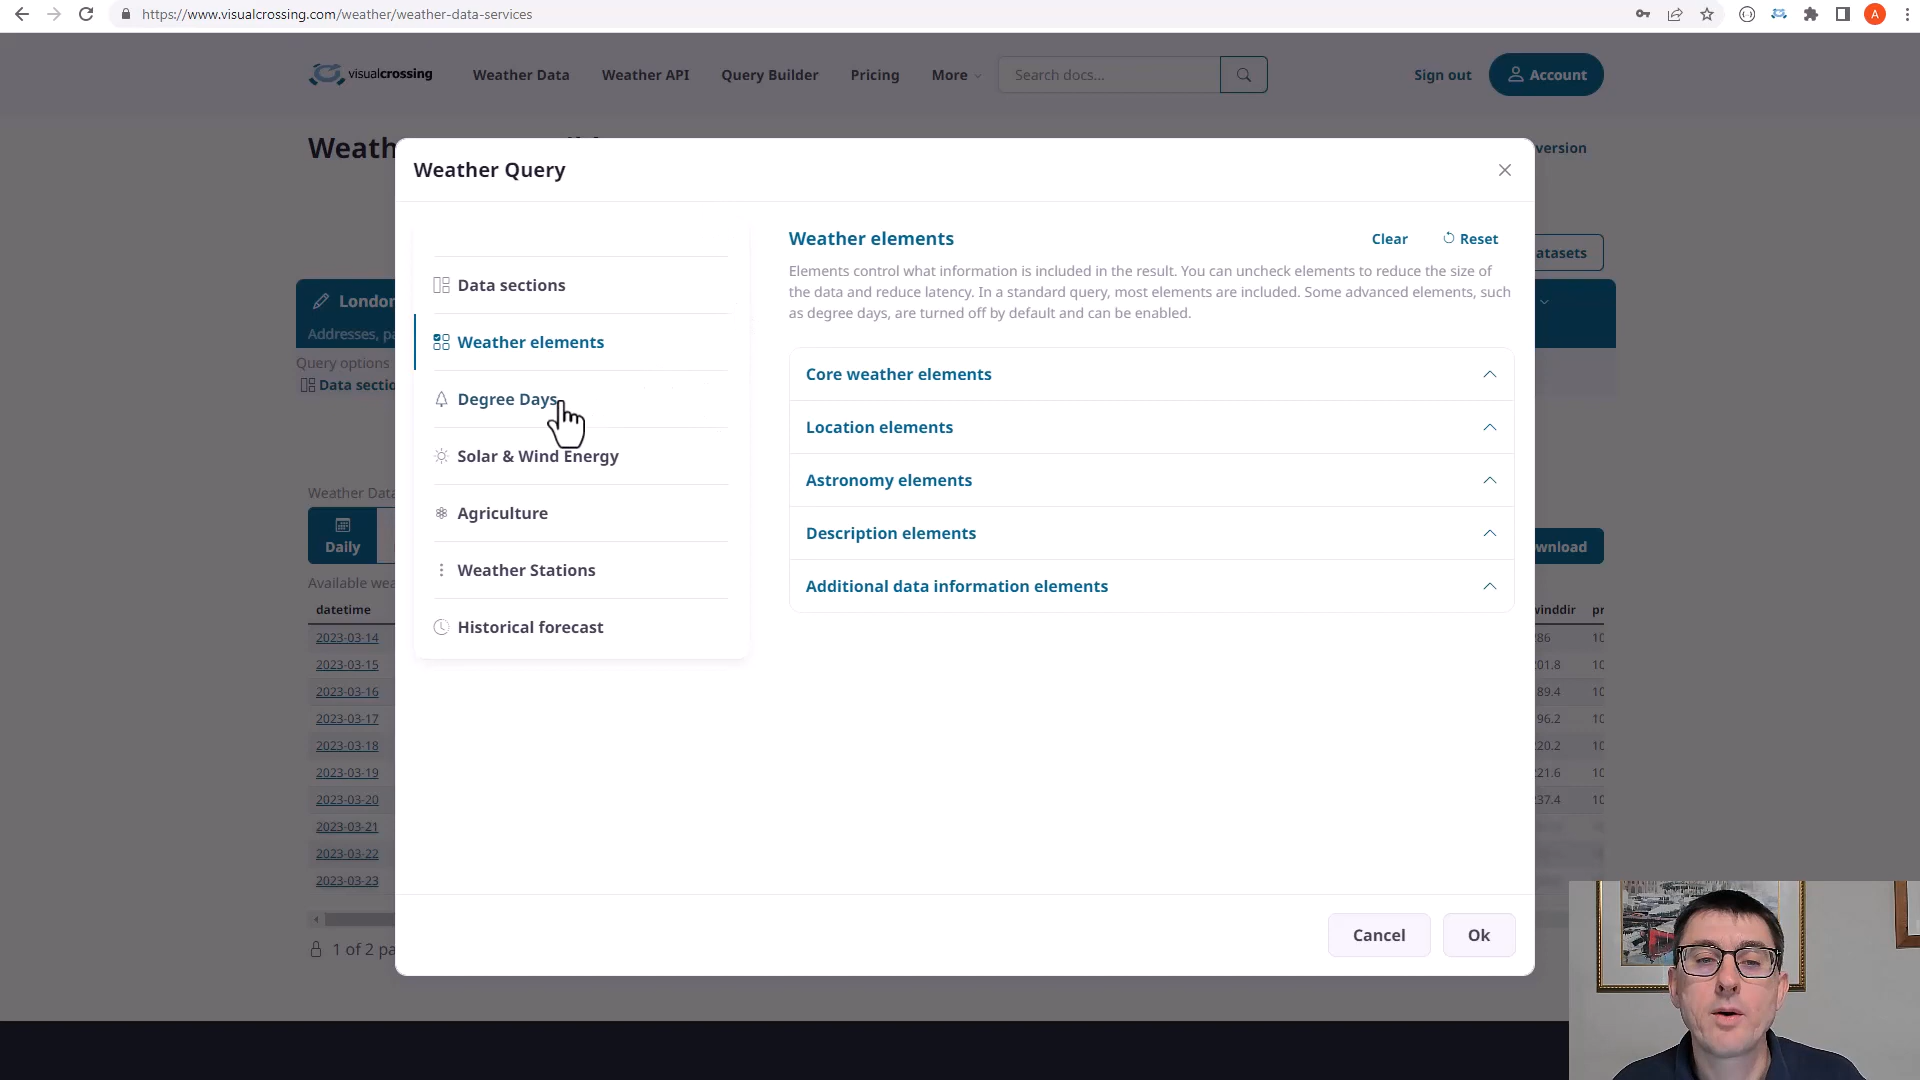 https://www.visualcrossing.com/weather/weather-data-services
A
visualcrossing
Weather Data
Weather API
Query Builder
Pricing
More
Search docs...
Sign out
Account
Weath
version
Weather Query
atasets
London
Addresses, pa
Query options
Data sectio
Data sections
Weather elements
Degree Days
Solar & Wind Energy
Agriculture
Weather Stations
Historical forecast
Weather elements
Clear
Reset
Elements control what information is included in the result. You can uncheck elements to reduce the size of
the data and reduce latency. In a standard query, most elements are included. Some advanced elements, such
as degree days, are turned off by default and can be enabled.
Core weather elements
Location elements
Astronomy elements
Description elements
Additional data information elements
Weather Data
Daily
wnload
Available wea
datetime
winddir pr
2023-03-14
86 10
2023-03-15
201.8 10
2023-03-16
89.4 10
2023-03-17
96.2 10
2023-03-18
20.2 10
2023-03-19
21.6 10
2023-03-20
37.4 10
2023-03-21
2023-03-22
2023-03-23
1 of 2 pa
Cancel
Ok